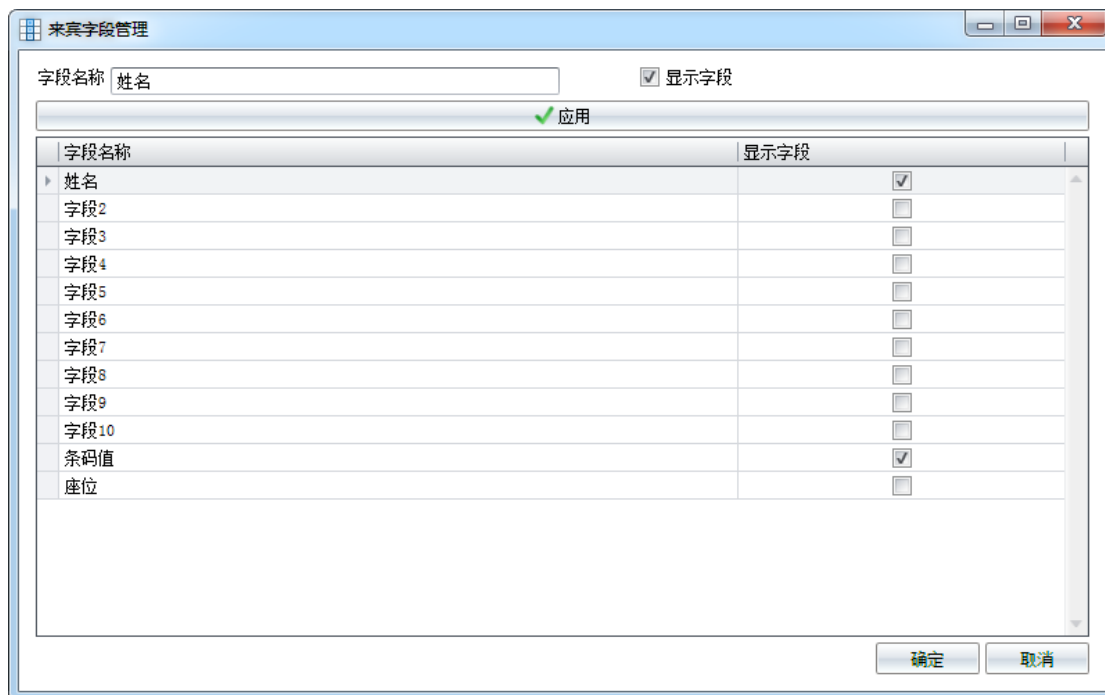 来宾字段管理
字段名称 姓名 显示字段
应用
字段名称 显示字段
姓名
字段2
字段3
字段4
字段5
字段6
字段7
字段8
字段9
字段10
条码值
座位
确定 取消